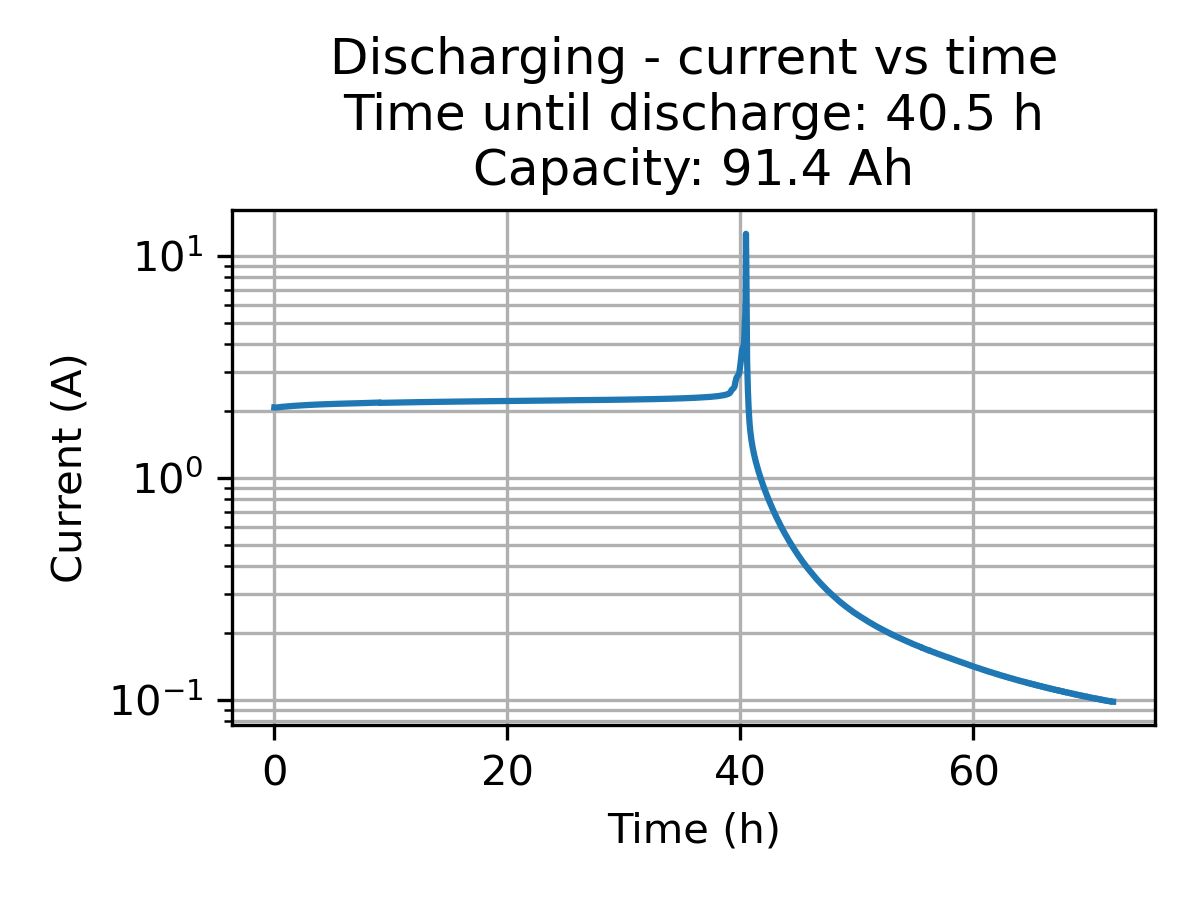 Discharging - current vs time
Time until discharge: 40.5 h
Capacity: 91.4 Ah
10¹
10⁰
10⁻¹
Current (A)
0 20 40 60
Time (h)